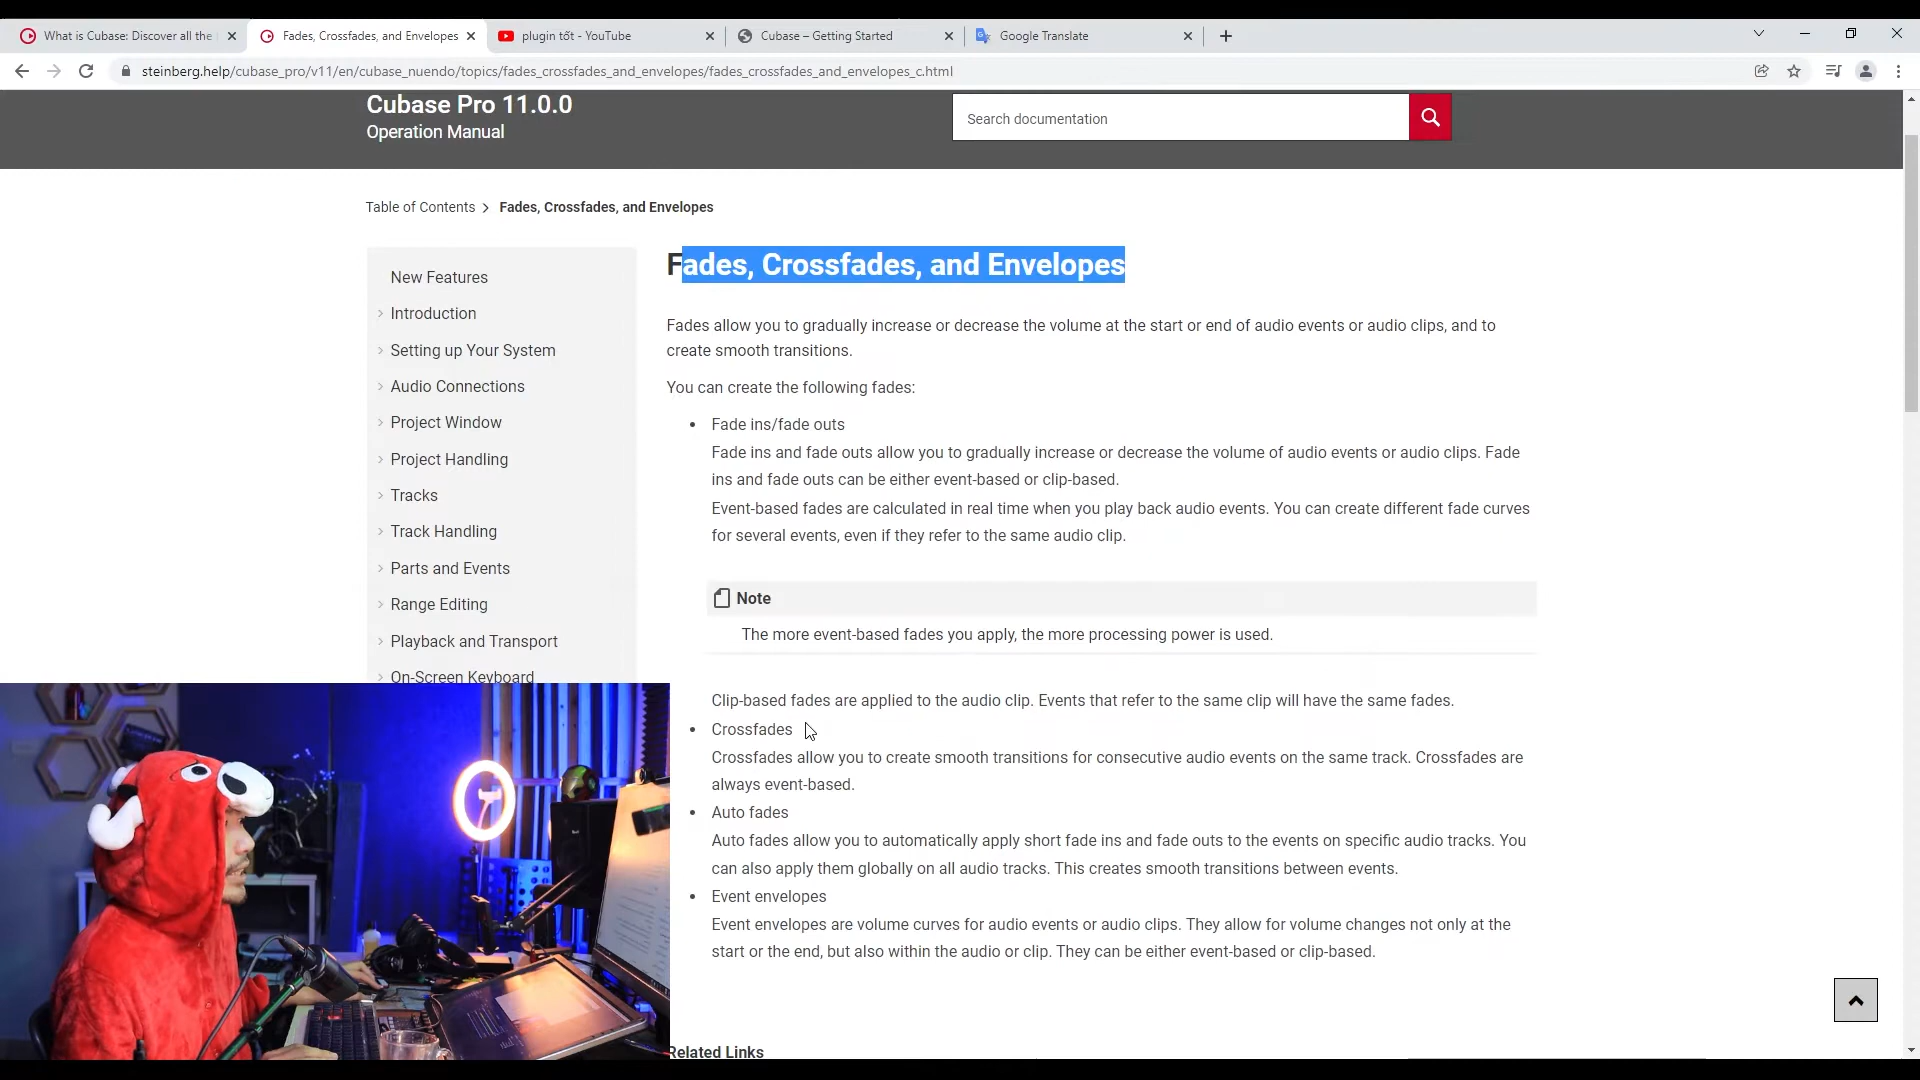 What is Cubase: Discover all the
Fades, Crossfades, and Envelopes
plugin tốt - YouTube
Cubase – Getting Started
Google Translate
steinberg.help/cubase_pro/v11/en/cubase_nuendo/topics/fades_crossfades_and_envelopes/fades_crossfades_and_envelopes_c.html
Cubase Pro 11.0.0
Operation Manual
Search documentation
Table of Contents > Fades, Crossfades, and Envelopes
New Features
Introduction
Setting up Your System
Audio Connections
Project Window
Project Handling
Tracks
Track Handling
Parts and Events
Range Editing
Playback and Transport
On-Screen Keyboard
Fades, Crossfades, and Envelopes
Fades allow you to gradually increase or decrease the volume at the start or end of audio events or audio clips, and to
create smooth transitions.
You can create the following fades:
• Fade ins/fade outs
Fade ins and fade outs allow you to gradually increase or decrease the volume of audio events or audio clips. Fade
ins and fade outs can be either event-based or clip-based.
Event-based fades are calculated in real time when you play back audio events. You can create different fade curves
for several events, even if they refer to the same audio clip.
Note
The more event-based fades you apply, the more processing power is used.
Clip-based fades are applied to the audio clip. Events that refer to the same clip will have the same fades.
• Crossfades
Crossfades allow you to create smooth transitions for consecutive audio events on the same track. Crossfades are
always event-based.
• Auto fades
Auto fades allow you to automatically apply short fade ins and fade outs to the events on specific audio tracks. You
can also apply them globally on all audio tracks. This creates smooth transitions between events.
• Event envelopes
Event envelopes are volume curves for audio events or audio clips. They allow for volume changes not only at the
start or the end, but also within the audio or clip. They can be either event-based or clip-based.
Related Links